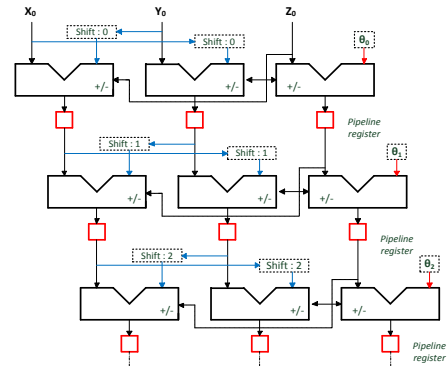 X₀ Y₀ Z₀
Shift : 0
Shift : 0
θ₀
+/- +/- +/-
Pipeline
register
Shift : 1
Shift : 1
θ₁
+/- +/- +/-
Pipeline
register
Shift : 2
Shift : 2
θ₂
+/- +/- +/-
Pipeline
register